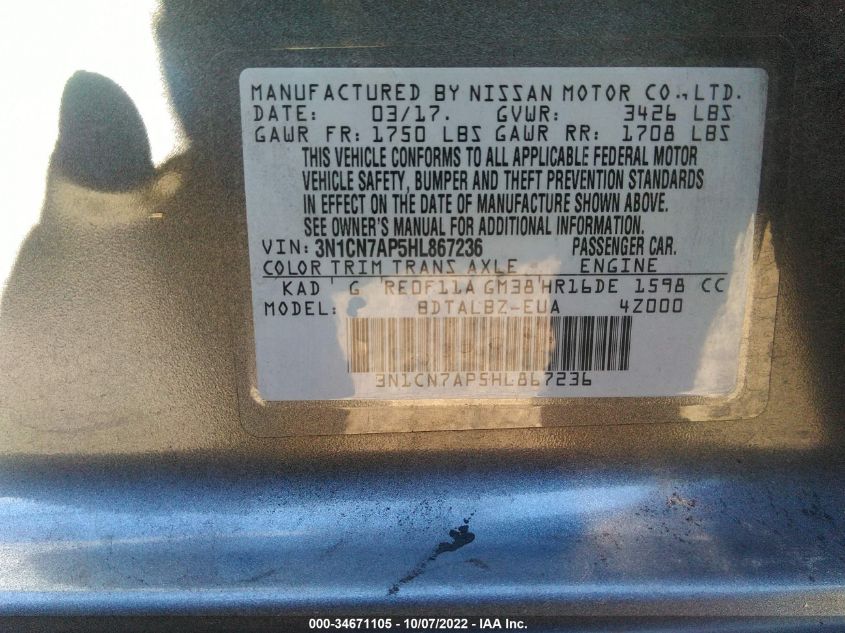 MANUFACTURED BY NISSAN MOTOR CO., LTD.
DATE: 03/17. GVWR: 3426 LBS
GAWR FR: 1750 LBS GAWR RR: 1708 LBS
THIS VEHICLE CONFORMS TO ALL APPLICABLE FEDERAL MOTOR
VEHICLE SAFETY, BUMPER AND THEFT PREVENTION STANDARDS
IN EFFECT ON THE DATE OF MANUFACTURE SHOWN ABOVE.
SEE OWNER'S MANUAL FOR ADDITIONAL INFORMATION.
VIN: 3N1CN7AP5HL867236 PASSENGER CAR.
COLOR TRIM TRANS AXLE ENGINE
KAD G RE0F11A GM38 HR16DE 1598 CC
MODEL: BDTALBZ-EUA 4Z000
3N1CN7AP5HL867236
000-34671105 - 10/07/2022 - IAA Inc.